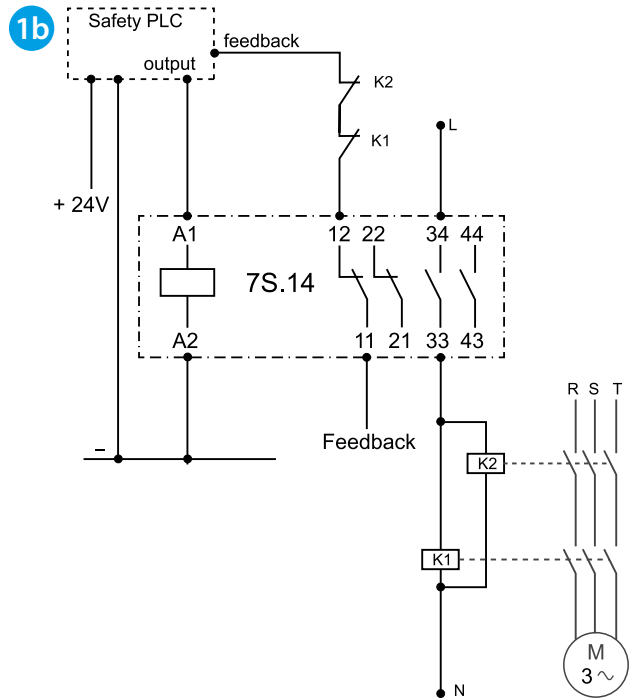 1b
Safety PLC
feedback
output
K2
K1
L
+ 24V
A1
12 22
34 44
7S.14
A2
11 21 33 43
–
Feedback
R S T
K2
K1
M
3 ~
N